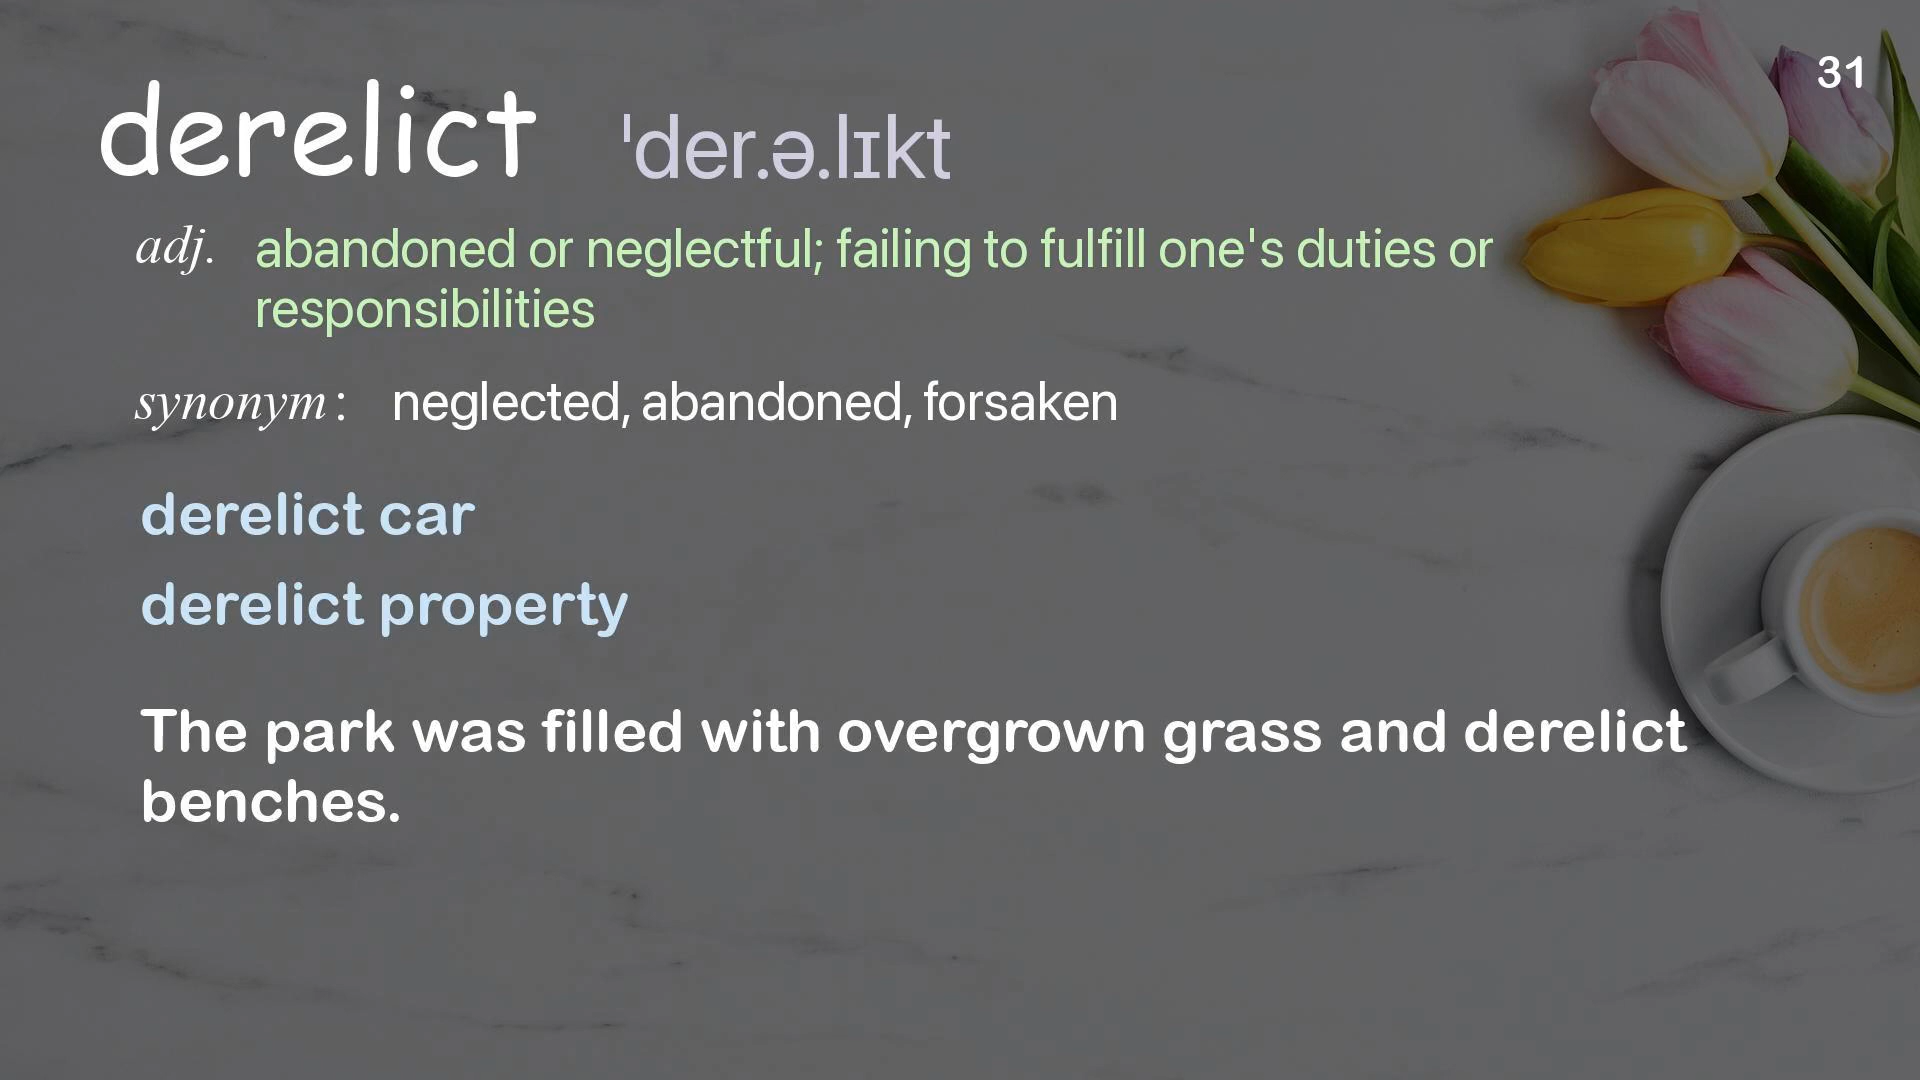 31
derelict ˈder.ə.lɪkt
adj. abandoned or neglectful; failing to fulfill one's duties or
responsibilities
synonym : neglected, abandoned, forsaken
derelict car
derelict property
The park was filled with overgrown grass and derelict
benches.